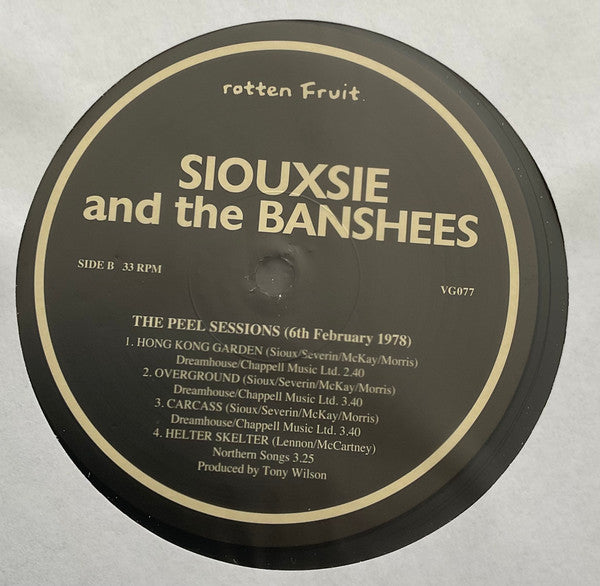 rotten Fruit
SIOUXSIE
and the BANSHEES
SIDE B 33 RPM
VG077
THE PEEL SESSIONS (6th February 1978)
1. HONG KONG GARDEN (Sioux/Severin/McKay/Morris)
Dreamhouse/Chappell Music Ltd. 2.40
2. OVERGROUND (Sioux/Severin/McKay/Morris)
Dreamhouse/Chappell Music Ltd. 3.40
3. CARCASS (Sioux/Severin/McKay/Morris)
Dreamhouse/Chappell Music Ltd. 3.40
4. HELTER SKELTER (Lennon/McCartney)
Northern Songs 3.25
Produced by Tony Wilson